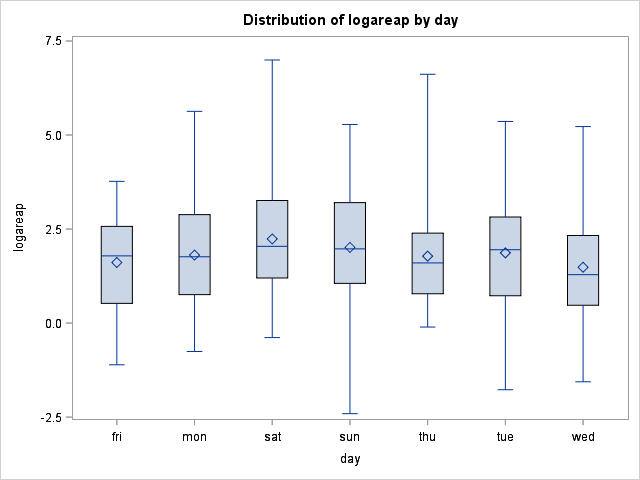 Distribution of logareap by day
7.5
5.0
2.5
0.0
-2.5
logareap
fri mon sat sun thu tue wed
day